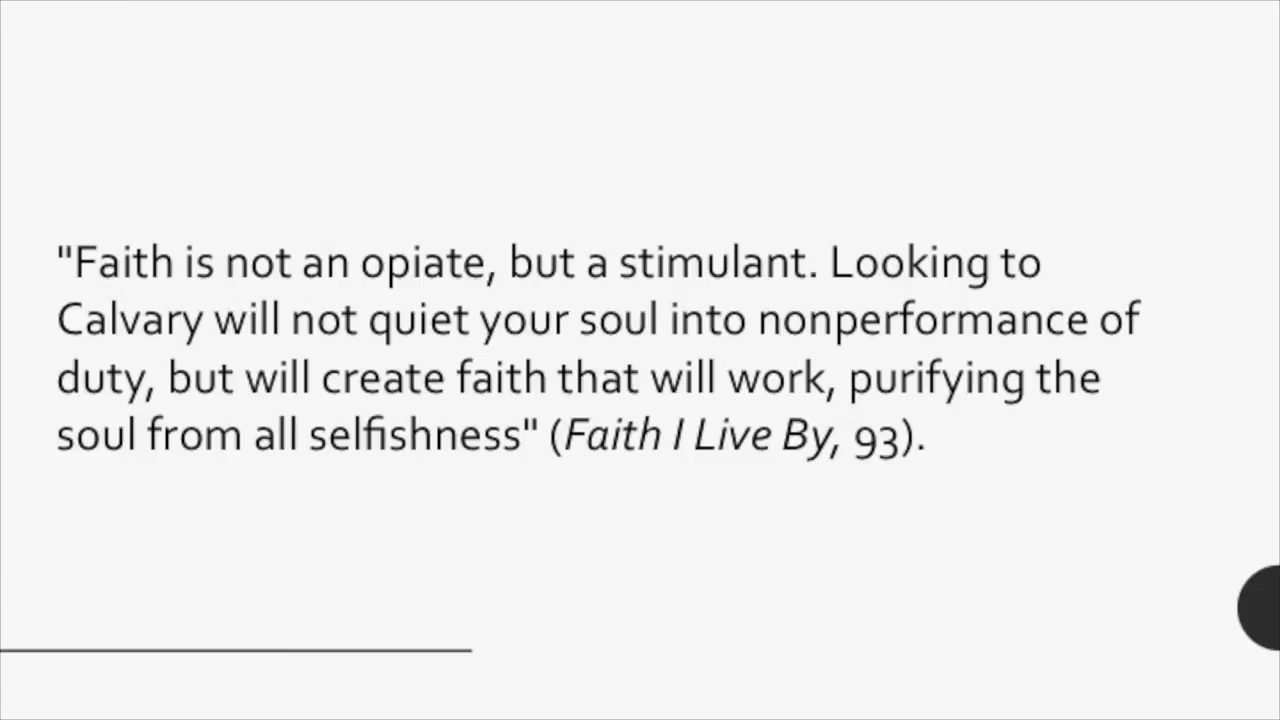 "Faith is not an opiate, but a stimulant. Looking to
Calvary will not quiet your soul into nonperformance of
duty, but will create faith that will work, purifying the
soul from all selfishness" (Faith I Live By, 93).